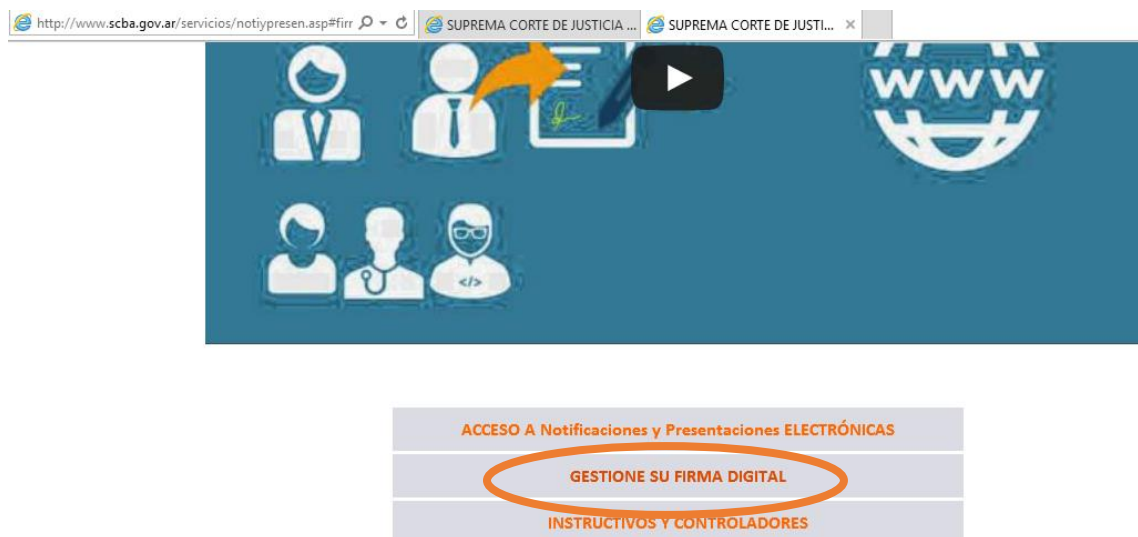 http://www.scba.gov.ar/servicios/notiypresen.asp#firr
SUPREMA CORTE DE JUSTICIA ...
SUPREMA CORTE DE JUSTI...
WWW
</>
ACCESO A Notificaciones y Presentaciones ELECTRÓNICAS
GESTIONE SU FIRMA DIGITAL
INSTRUCTIVOS Y CONTROLADORES